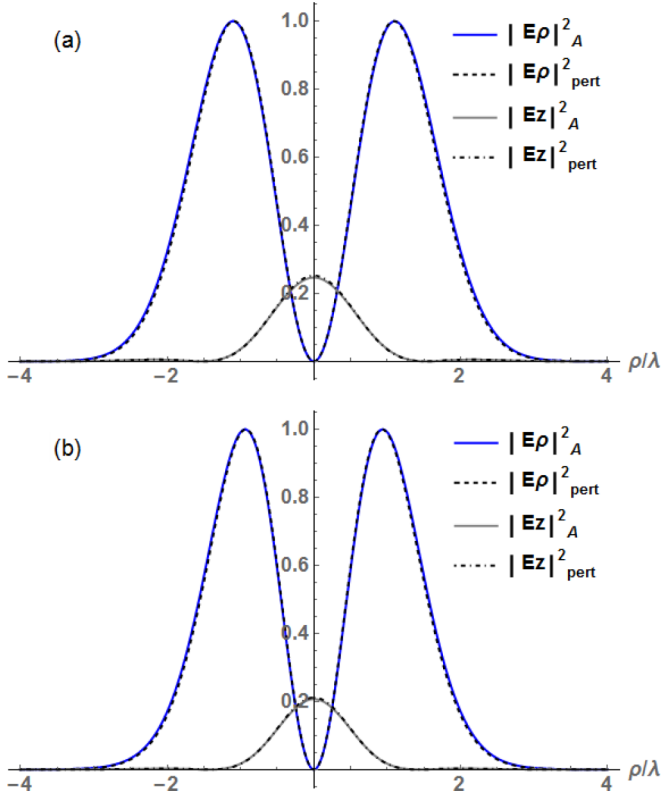 (a)
1.0
0.8
0.6
0.4
0.2
−4
−2
2
4
ρ/λ
| Eρ |²A
| Eρ |²pert
| Ez |²A
| Ez |²pert
(b)
1.0
0.8
0.6
0.4
0.2
−4
−2
2
4
ρ/λ
| Eρ |²A
| Eρ |²pert
| Ez |²A
| Ez |²pert